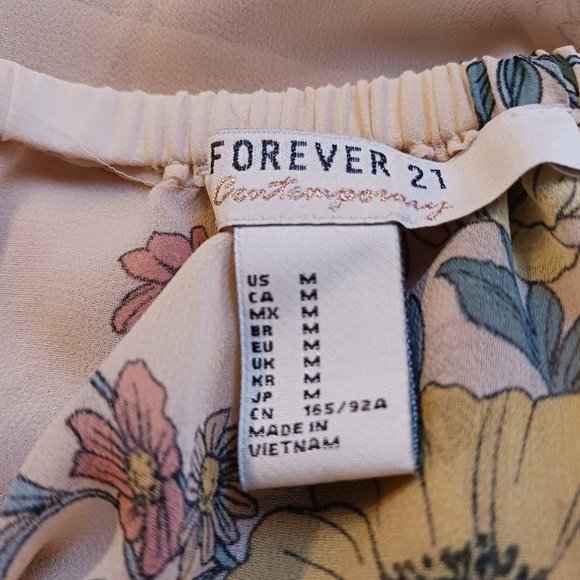 FOREVER 21
Contemporary
US M
CA M
MX M
BR M
EU M
UK M
KR M
JP M
CN 165/92A
MADE IN
VIETNAM